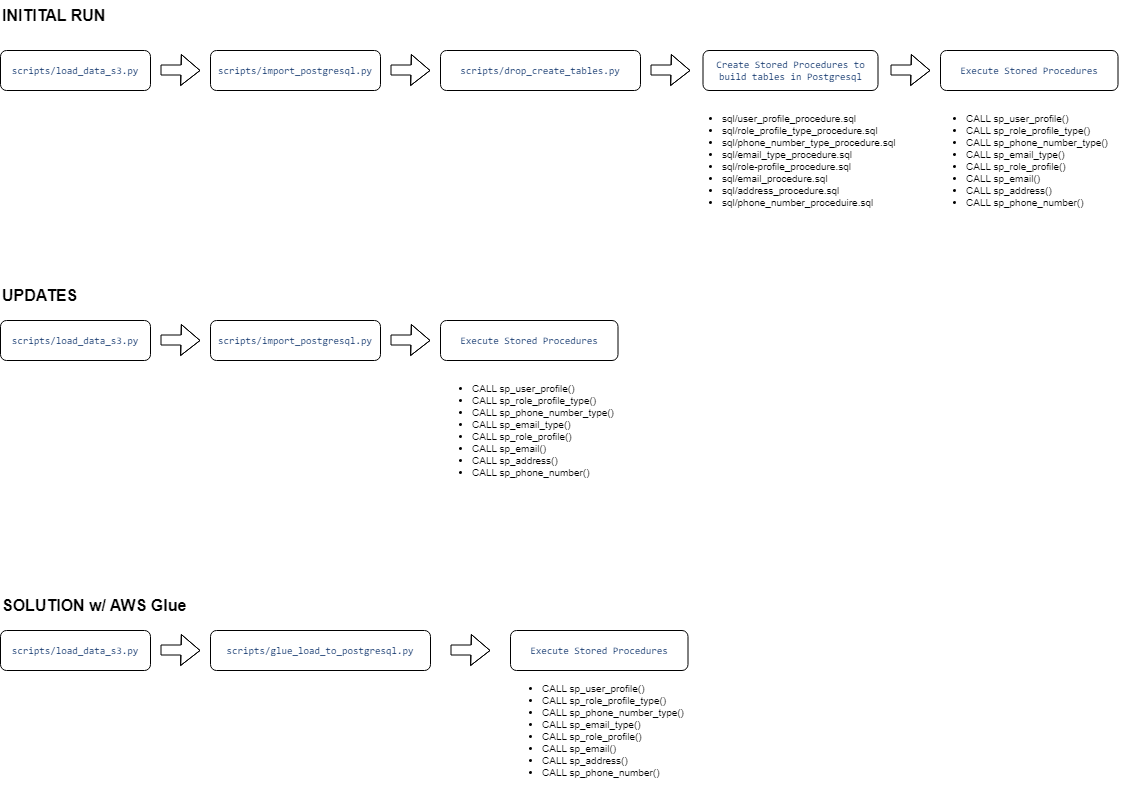 INITITAL RUN
scripts/load_data_s3.py
scripts/import_postgresql.py
scripts/drop_create_tables.py
Create Stored Procedures to
build tables in Postgresql
Execute Stored Procedures
sql/user_profile_procedure.sql
sql/role_profile_type_procedure.sql
sql/phone_number_type_procedure.sql
sql/email_type_procedure.sql
sql/role-profile_procedure.sql
sql/email_procedure.sql
sql/address_procedure.sql
sql/phone_number_proceduire.sql
CALL sp_user_profile()
CALL sp_role_profile_type()
CALL sp_phone_number_type()
CALL sp_email_type()
CALL sp_role_profile()
CALL sp_email()
CALL sp_address()
CALL sp_phone_number()
UPDATES
scripts/load_data_s3.py
scripts/import_postgresql.py
Execute Stored Procedures
CALL sp_user_profile()
CALL sp_role_profile_type()
CALL sp_phone_number_type()
CALL sp_email_type()
CALL sp_role_profile()
CALL sp_email()
CALL sp_address()
CALL sp_phone_number()
SOLUTION w/ AWS Glue
scripts/load_data_s3.py
scripts/glue_load_to_postgresql.py
Execute Stored Procedures
CALL sp_user_profile()
CALL sp_role_profile_type()
CALL sp_phone_number_type()
CALL sp_email_type()
CALL sp_role_profile()
CALL sp_email()
CALL sp_address()
CALL sp_phone_number()